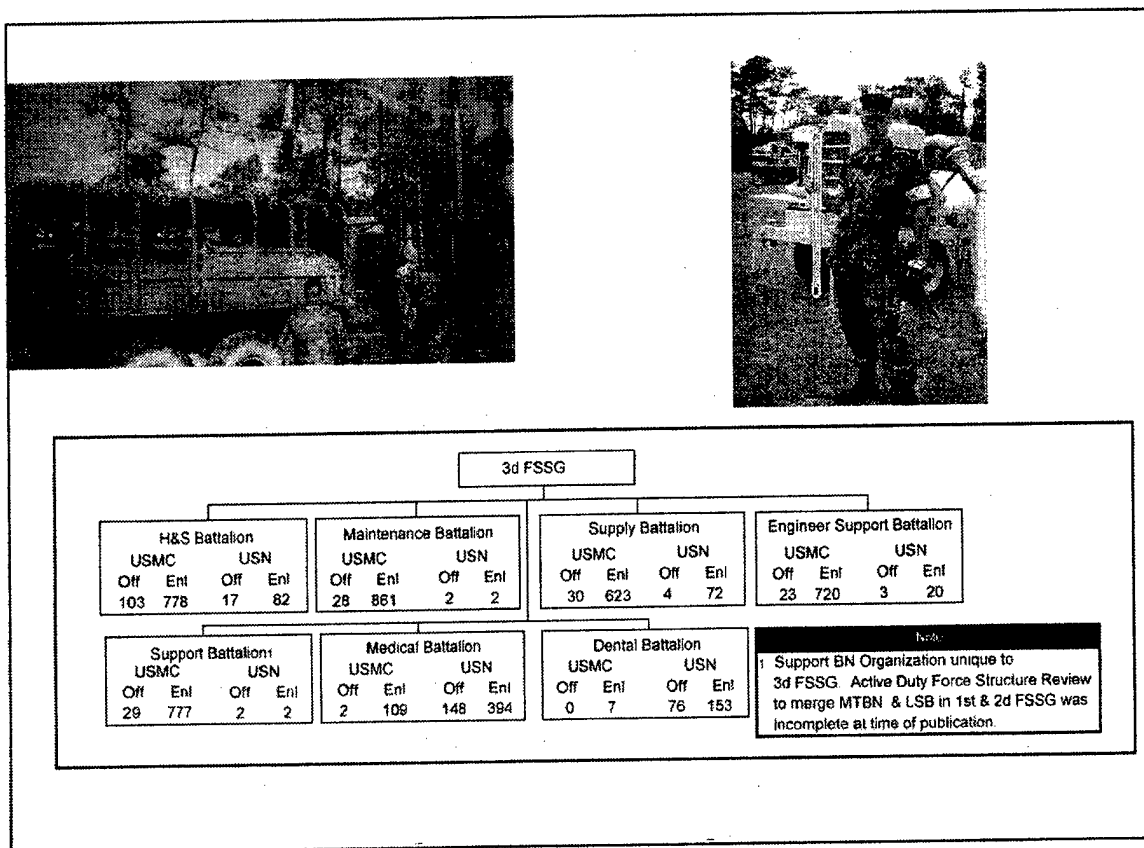 3d FSSG
H&S Battalion
USMC USN
Off Enl Off Enl
103 778 17 82
Maintenance Battalion
USMC USN
Off Enl Off Enl
28 861 2 2
Supply Battalion
USMC USN
Off Enl Off Enl
30 623 4 72
Engineer Support Battalion
USMC USN
Off Enl Off Enl
23 720 3 20
Support Battalion1
USMC USN
Off Enl Off Enl
29 777 2 2
Medical Battalion
USMC USN
Off Enl Off Enl
2 109 148 394
Dental Battalion
USMC USN
Off Enl Off Enl
0 7 76 153
Note
1 Support BN Organization unique to
3d FSSG. Active Duty Force Structure Review
to merge MTBN & LSB in 1st & 2d FSSG was
incomplete at time of publication.